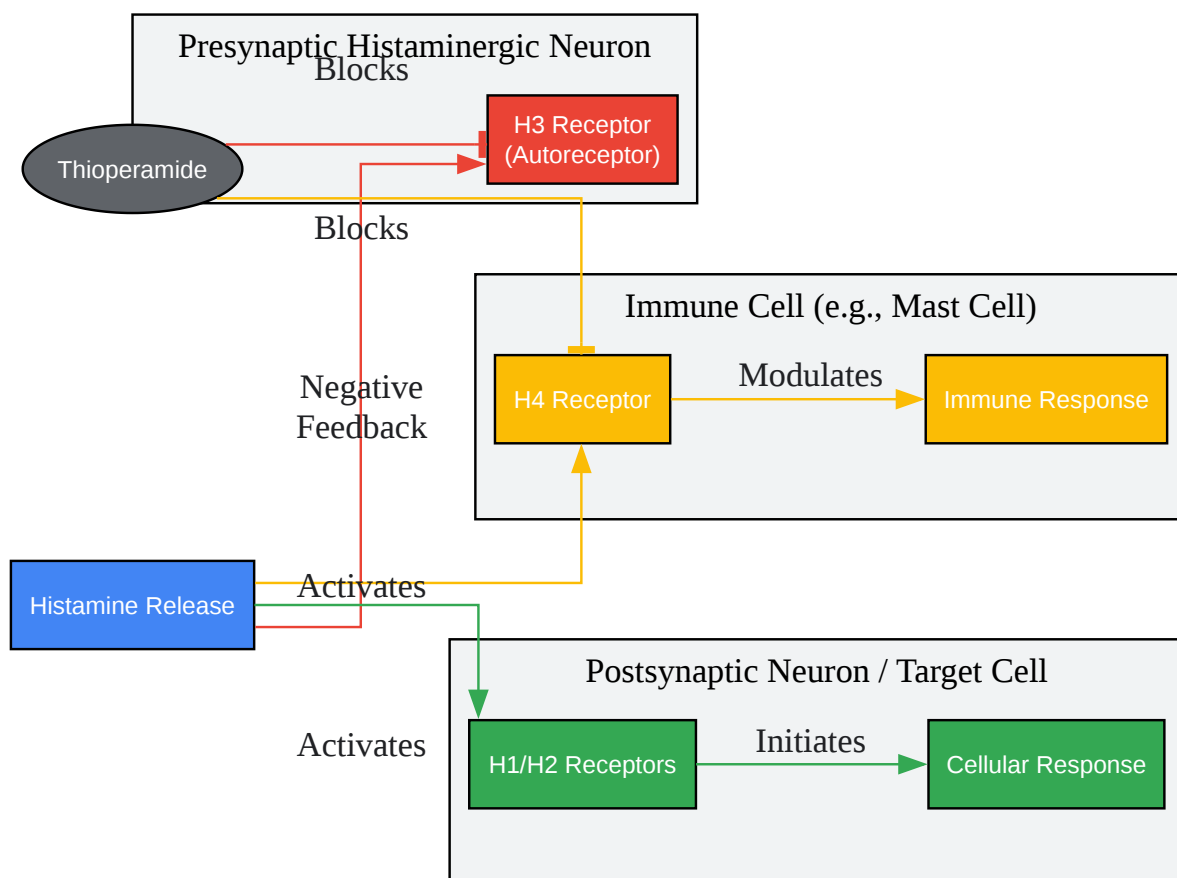 Presynaptic Histaminergic Neuron
Blocks
H3 Receptor
(Autoreceptor)
Thioperamide
Blocks
Immune Cell (e.g., Mast Cell)
Negative
Feedback
H4 Receptor
Modulates
Immune Response
Histamine Release
Activates
Postsynaptic Neuron / Target Cell
Activates
H1/H2 Receptors
Initiates
Cellular Response